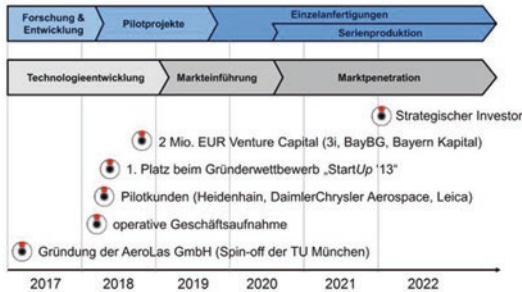 Forschung &
Entwicklung
Pilotprojekte
Einzelanfertigungen
Serienproduktion
Technologieentwicklung
Markteinführung
Marktpenetration
Strategischer Investor
2 Mio. EUR Venture Capital (3i, BayBG, Bayern Kapital)
1. Platz beim Gründerwettbewerb „StartUp '13“
Pilotkunden (Heidenhain, DaimlerChrysler Aerospace, Leica)
operative Geschäftsaufnahme
Gründung der AeroLas GmbH (Spin-off der TU München)
2017 2018 2019 2020 2021 2022